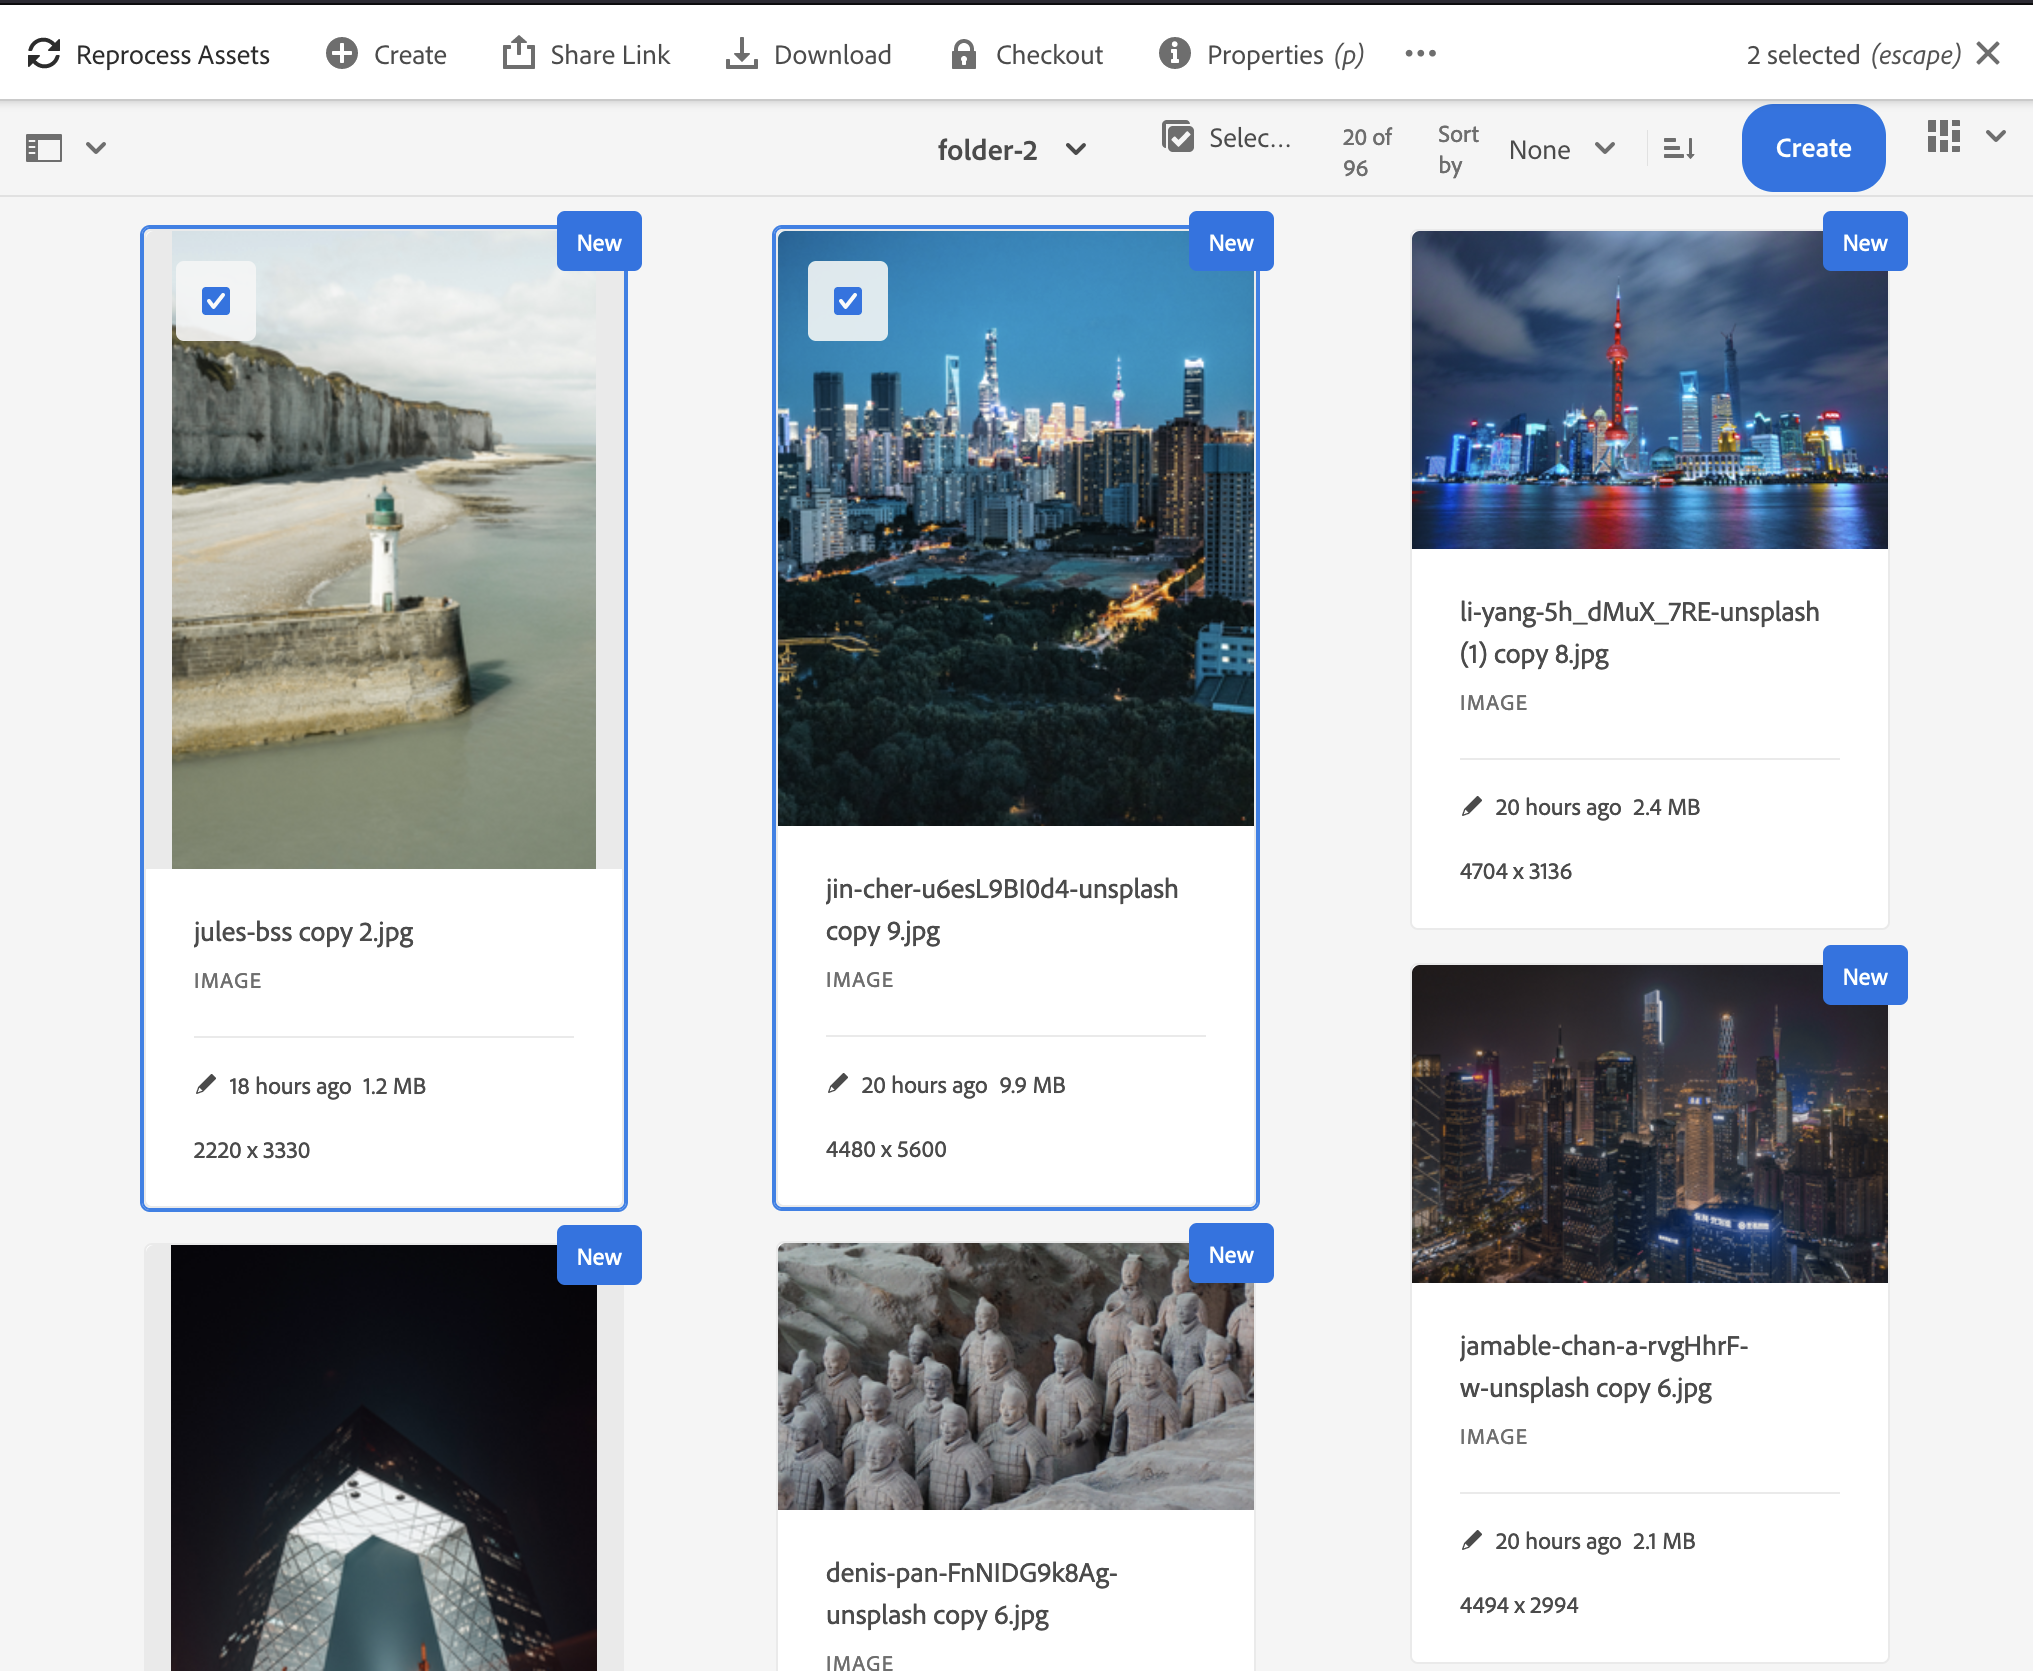 Reprocess Assets
Create
Share Link
Download
Checkout
Properties (p)
2 selected (escape)
folder-2
Selec...
20 of
96
Sort
by
None
Create
New
jules-bss copy 2.jpg
IMAGE
18 hours ago 1.2 MB
2220 x 3330
New
jin-cher-u6esL9BI0d4-unsplash
copy 9.jpg
IMAGE
20 hours ago 9.9 MB
4480 x 5600
New
li-yang-5h_dMuX_7RE-unsplash
(1) copy 8.jpg
IMAGE
20 hours ago 2.4 MB
4704 x 3136
New
New
denis-pan-FnNIDG9k8Ag-
unsplash copy 6.jpg
IMAGE
New
jamable-chan-a-rvgHhrF-
w-unsplash copy 6.jpg
IMAGE
20 hours ago 2.1 MB
4494 x 2994